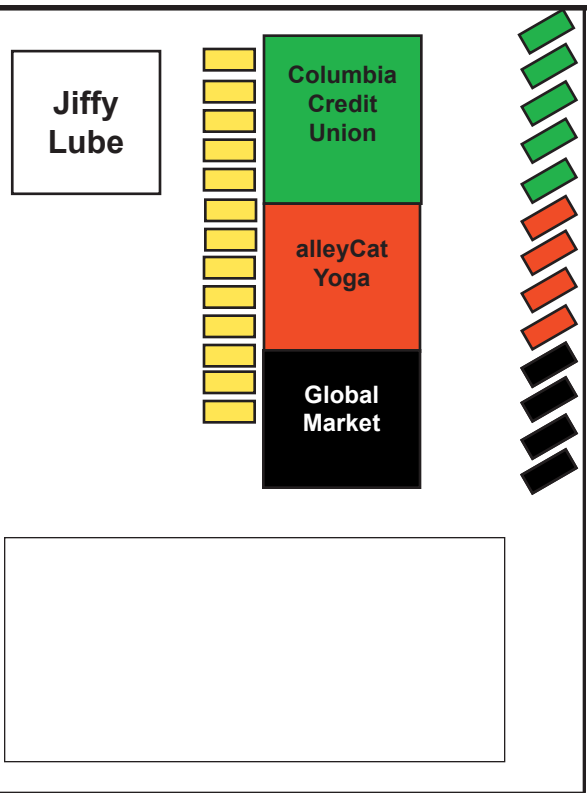 Jiffy
Lube
Columbia
Credit
Union
alleyCat
Yoga
Global
Market